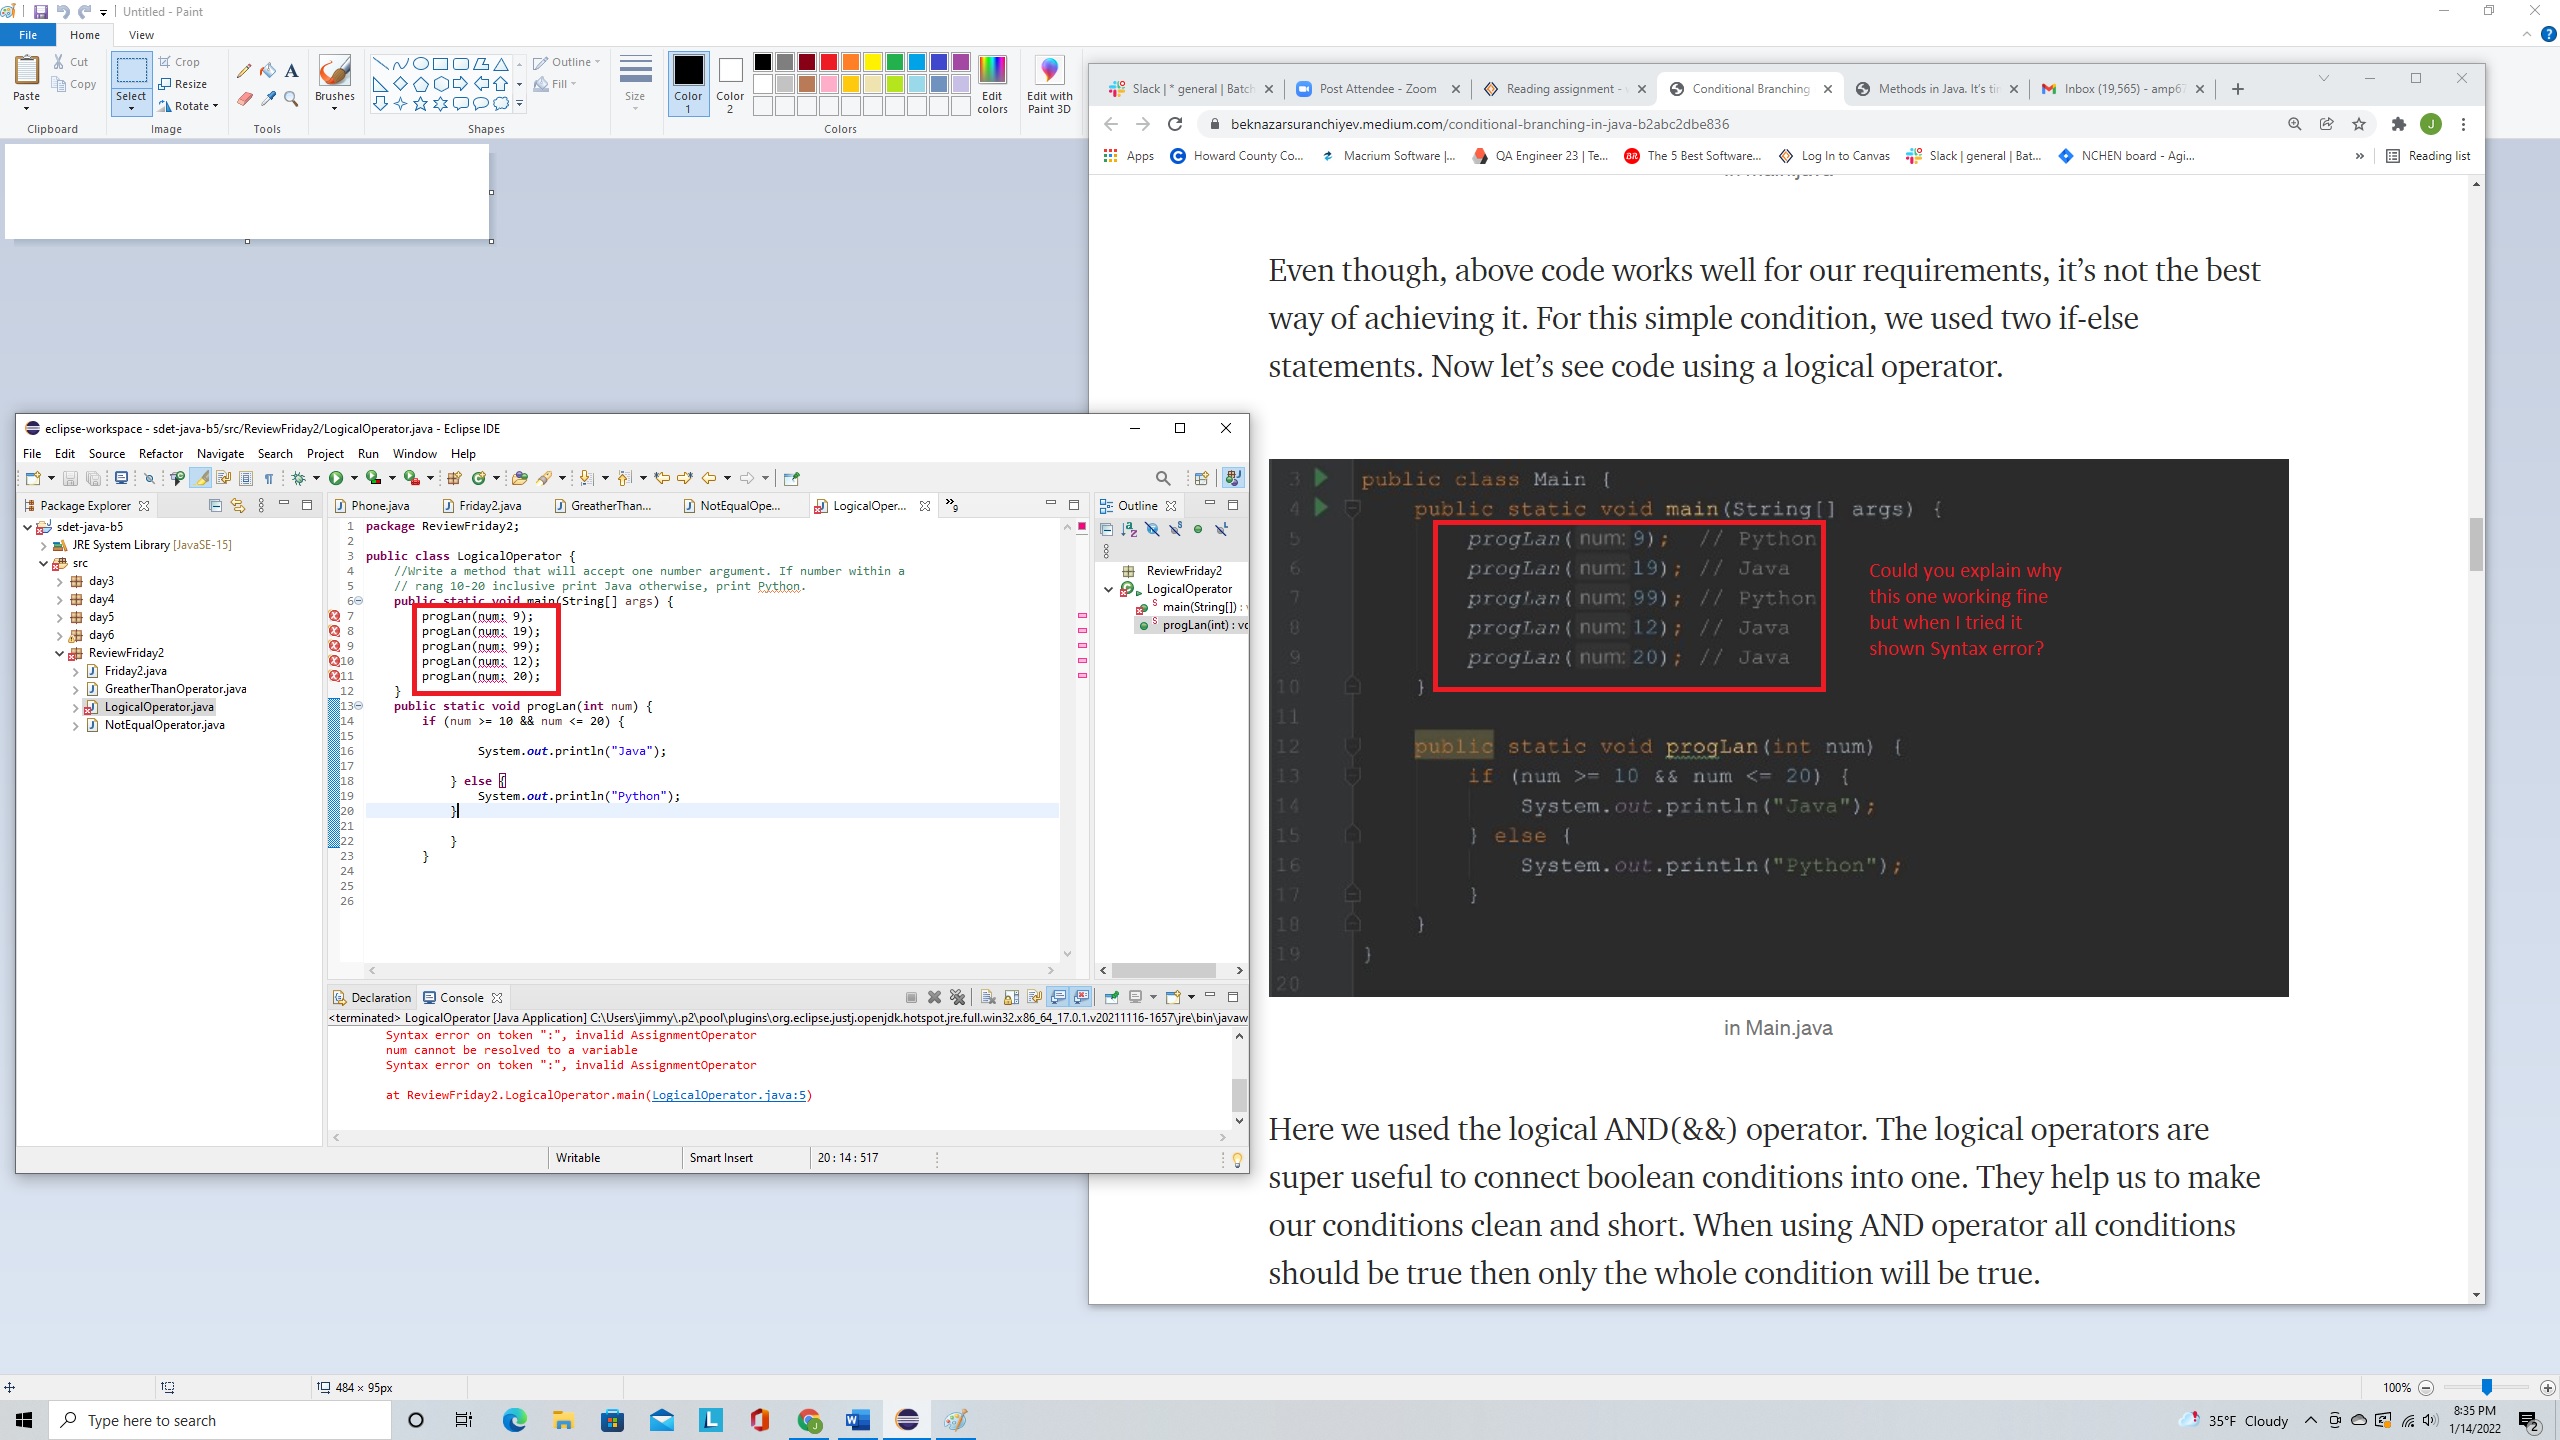 Untitled - Paint
File Home View
Paste Cut Copy Clipboard
Select Crop Resize Rotate Image
Tools
Brushes
Outline Fill Shapes
Size
Color 1 Color 2 Edit colors Colors
Edit with Paint 3D
Slack | * general | Batch Post Attendee - Zoom Reading assignment - Conditional Branching Methods in Java. It's ti Inbox (19,565) - amp67
beknazarsuranchiyev.medium.com/conditional-branching-in-java-b2abc2dbe836
J
Apps Howard County Co... Macrium Software |... QA Engineer 23 | Te... BR The 5 Best Software... Log In to Canvas Slack | general | Bat... NCHEN board - Agi... » Reading list
in Main.java
Even though, above code works well for our requirements, it's not the best
way of achieving it. For this simple condition, we used two if-else
statements. Now let's see code using a logical operator.
3 public class Main {
4 public static void main(String[] args) {
5 progLan( num: 9); // Python
6 progLan( num: 19); // Java
7 progLan( num: 99); // Python
8 progLan( num: 12); // Java
9 progLan( num: 20); // Java
10 }
11
12 public static void progLan(int num) {
13 if (num >= 10 && num <= 20) {
14 System.out.println("Java");
15 } else {
16 System.out.println("Python");
17 }
18 }
19 }
20
Could you explain why
this one working fine
but when I tried it
shown Syntax error?
in Main.java
Here we used the logical AND(&&) operator. The logical operators are
super useful to connect boolean conditions into one. They help us to make
our conditions clean and short. When using AND operator all conditions
should be true then only the whole condition will be true.
eclipse-workspace - sdet-java-b5/src/ReviewFriday2/LogicalOperator.java - Eclipse IDE
File Edit Source Refactor Navigate Search Project Run Window Help
Package Explorer
sdet-java-b5
JRE System Library [JavaSE-15]
src
day3
day4
day5
day6
ReviewFriday2
Friday2.java
GreatherThanOperator.java
LogicalOperator.java
NotEqualOperator.java
Phone.java Friday2.java GreatherThan... NotEqualOpe... LogicalOper... »9
1 package ReviewFriday2;
2
3 public class LogicalOperator {
4 //Write a method that will accept one number argument. If number within a
5 // rang 10-20 inclusive print Java otherwise, print Python.
6 public static void main(String[] args) {
7 progLan(num: 9);
8 progLan(num: 19);
9 progLan(num: 99);
10 progLan(num: 12);
11 progLan(num: 20);
12 }
13 public static void progLan(int num) {
14 if (num >= 10 && num <= 20) {
15
16 System.out.println("Java");
17
18 } else {
19 System.out.println("Python");
20 }
21
22 }
23 }
24
25
26
Outline
ReviewFriday2
LogicalOperator
main(String[]) :
progLan(int) : vo
Declaration Console
<terminated> LogicalOperator [Java Application] C:\Users\jimmy\.p2\pool\plugins\org.eclipse.justj.openjdk.hotspot.jre.full.win32.x86_64_17.0.1.v20211116-1657\jre\bin\javaw
Syntax error on token ":", invalid AssignmentOperator
num cannot be resolved to a variable
Syntax error on token ":", invalid AssignmentOperator
at ReviewFriday2.LogicalOperator.main(LogicalOperator.java:5)
Writable Smart Insert 20 : 14 : 517
484 × 95px 100%
Type here to search
35°F Cloudy
8:35 PM
1/14/2022
2